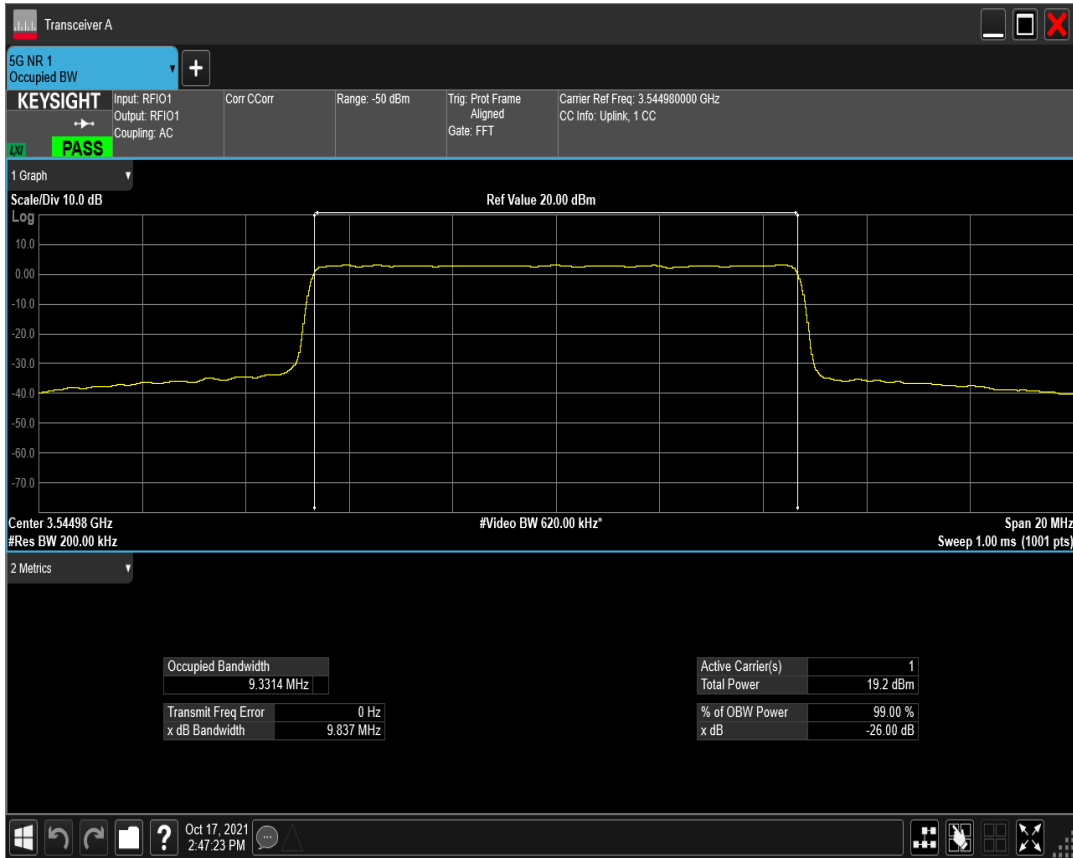 Transceiver A
5G NR 1
Occupied BW
+
KEYSIGHT
LXI
PASS
Input: RFIO1
Output: RFIO1
Coupling: AC
Corr CCorr
Range: -50 dBm
Trig: Prot Frame
Aligned
Gate: FFT
Carrier Ref Freq: 3.544980000 GHz
CC Info: Uplink, 1 CC
1 Graph
Scale/Div 10.0 dB
Ref Value 20.00 dBm
Log
10.0
0.00
-10.0
-20.0
-30.0
-40.0
-50.0
-60.0
-70.0
Center 3.54498 GHz
#Video BW 620.00 kHz*
Span 20 MHz
#Res BW 200.00 kHz
Sweep 1.00 ms (1001 pts)
2 Metrics
Occupied Bandwidth
9.3314 MHz
Transmit Freq Error 0 Hz
x dB Bandwidth 9.837 MHz
Active Carrier(s) 1
Total Power 19.2 dBm
% of OBW Power 99.00 %
x dB -26.00 dB
?
Oct 17, 2021
2:47:23 PM